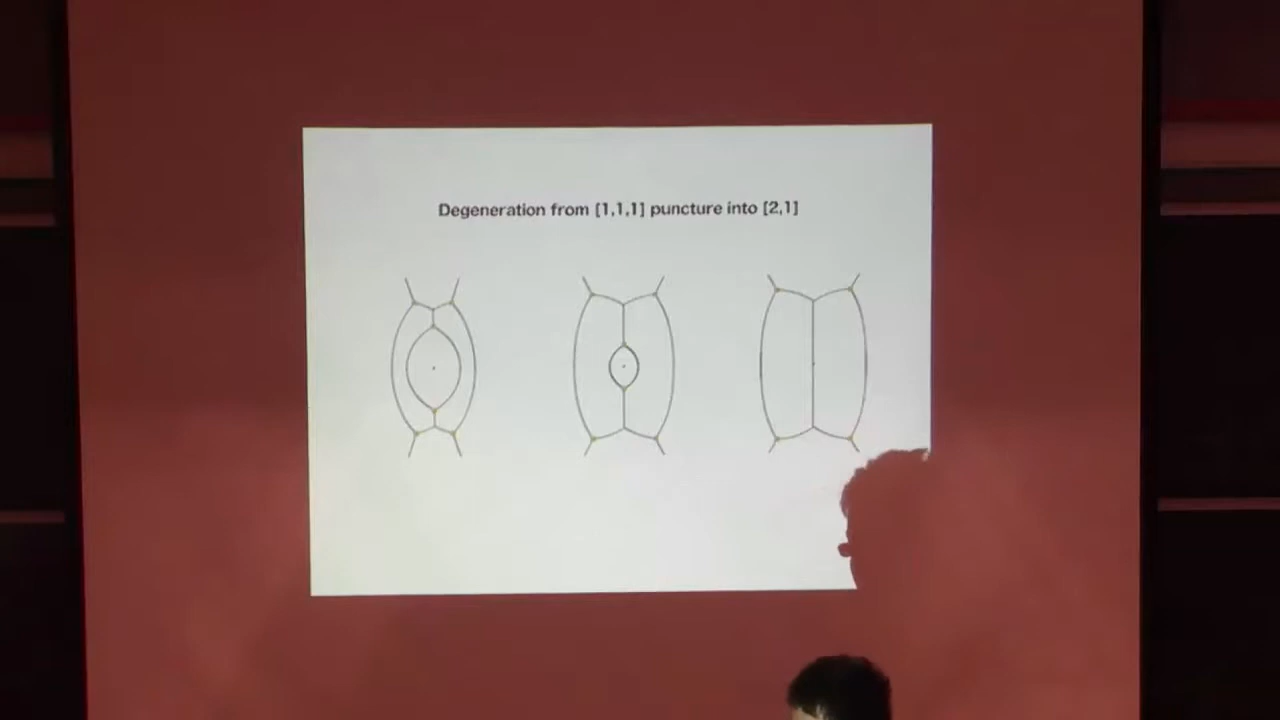 Degeneration from [1,1,1] puncture into [2,1]